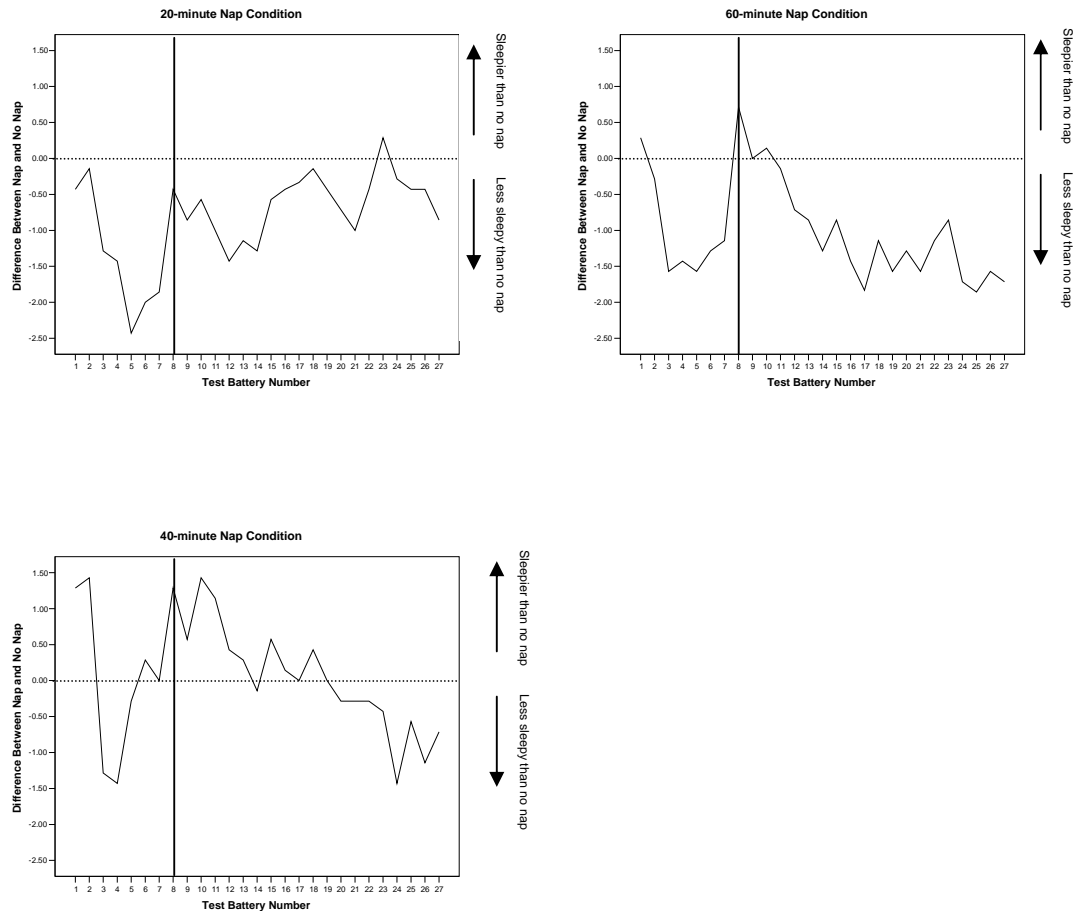 20-minute Nap Condition
Difference Between Nap and No Nap
1.50
1.00
0.50
0.00
-0.50
-1.00
-1.50
-2.00
-2.50
1 2 3 4 5 6 7 8 9 10 11 12 13 14 15 16 17 18 19 20 21 22 23 24 25 26 27
Test Battery Number
Sleepier than no nap
Less sleepy than no nap
60-minute Nap Condition
Difference Between Nap and No Nap
1.50
1.00
0.50
0.00
-0.50
-1.00
-1.50
-2.00
-2.50
1 2 3 4 5 6 7 8 9 10 11 12 13 14 15 16 17 18 19 20 21 22 23 24 25 26 27
Test Battery Number
Sleepier than no nap
Less sleepy than no nap
40-minute Nap Condition
Difference Between Nap and No Nap
1.50
1.00
0.50
0.00
-0.50
-1.00
-1.50
-2.00
-2.50
1 2 3 4 5 6 7 8 9 10 11 12 13 14 15 16 17 18 19 20 21 22 23 24 25 26 27
Test Battery Number
Sleepier than no nap
Less sleepy than no nap